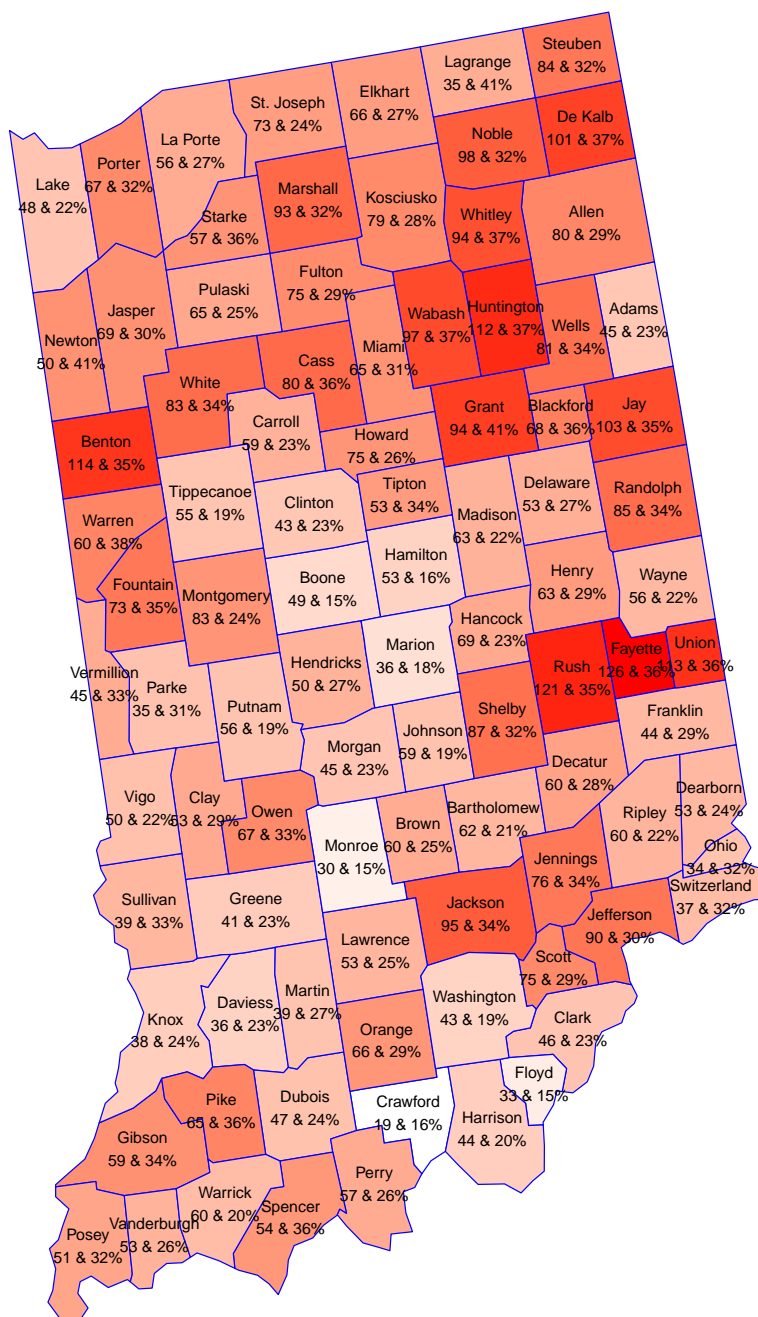 Steuben
84 & 32%
Lagrange
35 & 41%
Elkhart
66 & 27%
St. Joseph
73 & 24%
La Porte
56 & 27%
Porter
67 & 32%
Lake
48 & 22%
De Kalb
101 & 37%
Noble
98 & 32%
Marshall
93 & 32%
Kosciusko
79 & 28%
Starke
57 & 36%
Whitley
94 & 37%
Allen
80 & 29%
Fulton
75 & 29%
Pulaski
65 & 25%
Jasper
69 & 30%
Newton
50 & 41%
Wabash
97 & 37%
Huntington
112 & 37%
Wells
81 & 34%
Adams
45 & 23%
Miami
65 & 31%
Cass
80 & 36%
White
83 & 34%
Carroll
59 & 23%
Benton
114 & 35%
Howard
75 & 26%
Grant
94 & 41%
Blackford
68 & 36%
Jay
103 & 35%
Tippecanoe
55 & 19%
Clinton
43 & 23%
Tipton
53 & 34%
Madison
63 & 22%
Delaware
53 & 27%
Randolph
85 & 34%
Warren
60 & 38%
Fountain
73 & 35%
Montgomery
83 & 24%
Boone
49 & 15%
Hamilton
53 & 16%
Henry
63 & 29%
Wayne
56 & 22%
Hancock
69 & 23%
Marion
36 & 18%
Hendricks
50 & 27%
Vermillion
45 & 33%
Parke
35 & 31%
Putnam
56 & 19%
Rush
121 & 35%
Fayette
126 & 36%
Union
113 & 36%
Shelby
87 & 32%
Johnson
59 & 19%
Morgan
45 & 23%
Franklin
44 & 29%
Vigo
50 & 22%
Clay
53 & 29%
Owen
67 & 33%
Monroe
30 & 15%
Brown
60 & 25%
Bartholomew
62 & 21%
Decatur
60 & 28%
Ripley
60 & 22%
Dearborn
53 & 24%
Ohio
34 & 32%
Switzerland
37 & 32%
Jennings
76 & 34%
Jefferson
90 & 30%
Sullivan
39 & 33%
Greene
41 & 23%
Jackson
95 & 34%
Lawrence
53 & 25%
Scott
75 & 29%
Knox
38 & 24%
Daviess
36 & 23%
Martin
39 & 27%
Washington
43 & 19%
Clark
46 & 23%
Orange
66 & 29%
Floyd
33 & 15%
Pike
65 & 36%
Dubois
47 & 24%
Crawford
19 & 16%
Harrison
44 & 20%
Gibson
59 & 34%
Perry
57 & 26%
Warrick
60 & 20%
Spencer
54 & 36%
Vanderburgh
53 & 26%
Posey
51 & 32%